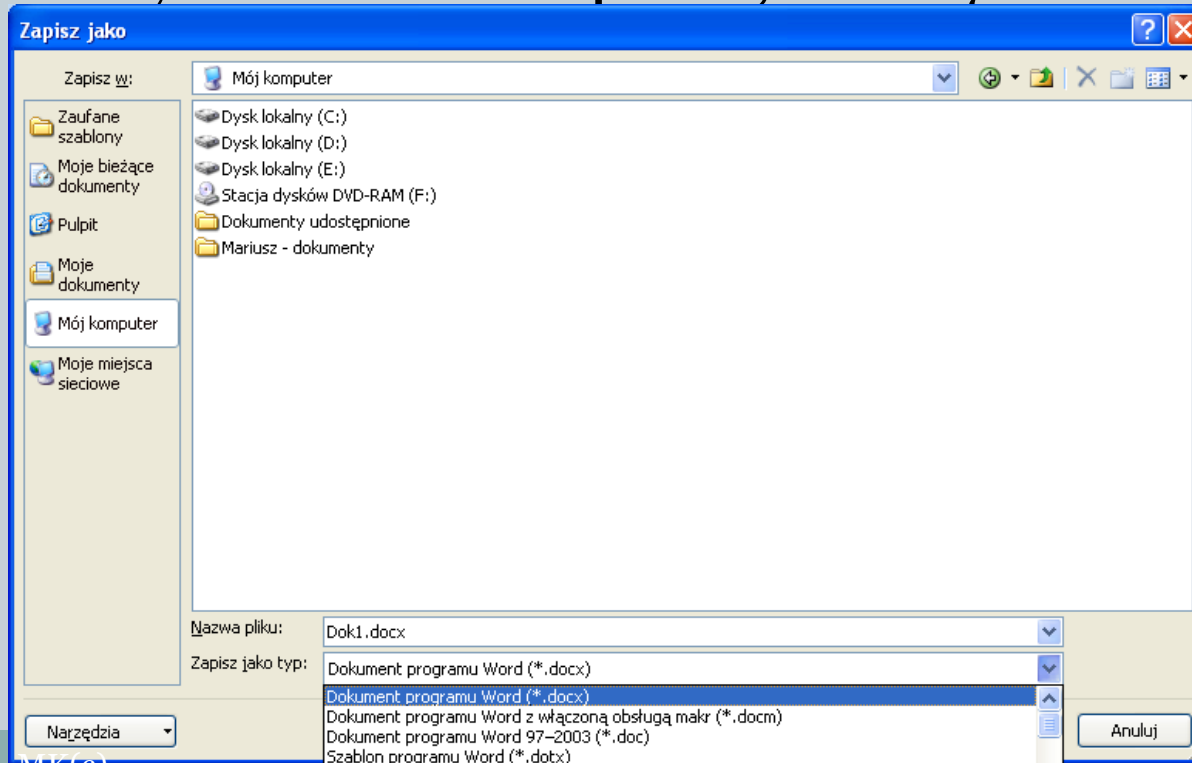 Zapisz jako
Zapisz w:
Mój komputer
Zaufane
szablony
Moje bieżące
dokumenty
Pulpit
Moje
dokumenty
Mój komputer
Moje miejsca
sieciowe
Dysk lokalny (C:)
Dysk lokalny (D:)
Dysk lokalny (E:)
Stacja dysków DVD-RAM (F:)
Dokumenty udostępnione
Mariusz - dokumenty
Nazwa pliku:
Dok1.docx
Zapisz jako typ:
Dokument programu Word (*.docx)
Dokument programu Word (*.docx)
Dokument programu Word z włączoną obsługą makr (*.docm)
Dokument programu Word 97–2003 (*.doc)
Szablon programu Word (*.dotx)
Narzędzia
Anuluj